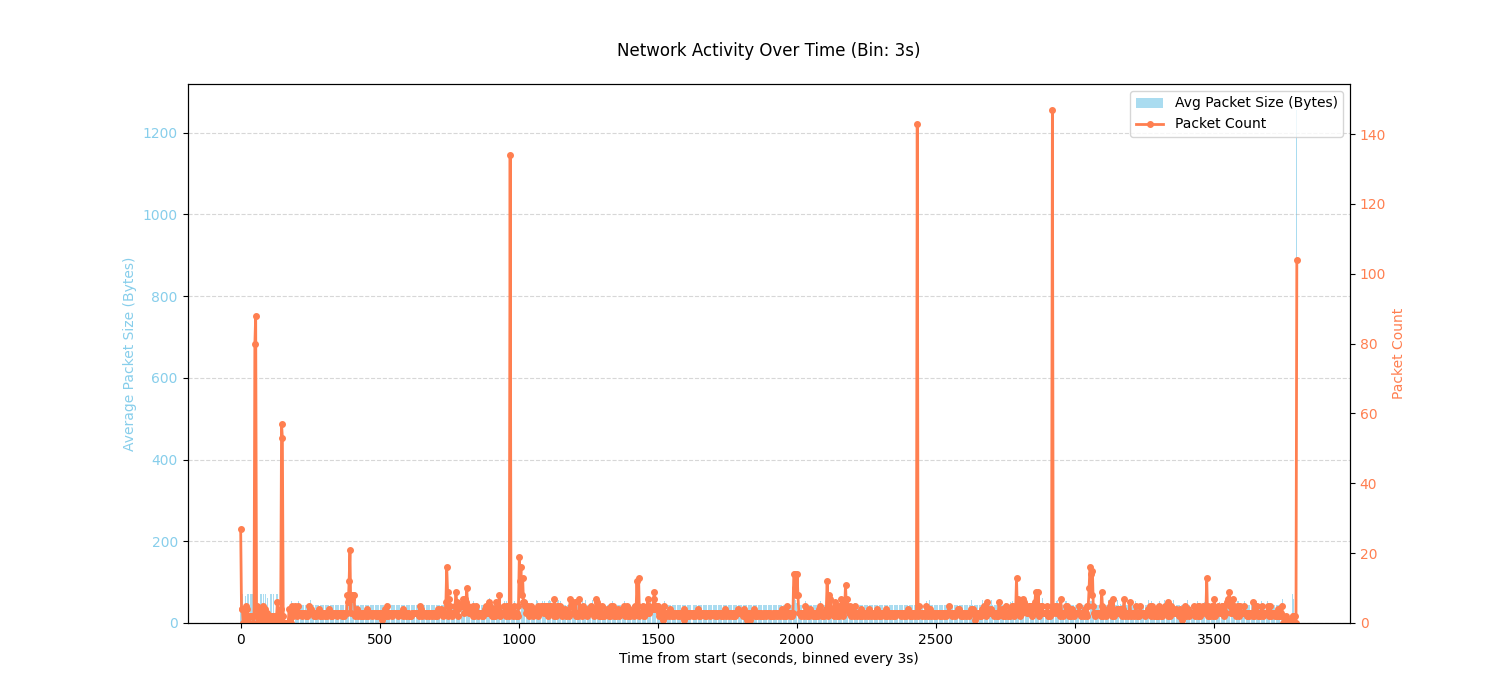 Network Activity Over Time (Bin: 3s)
Avg Packet Size (Bytes)
Packet Count
1200
1000
800
600
400
200
0
Average Packet Size (Bytes)
140
120
100
80
60
40
20
0
Packet Count
0 500 1000 1500 2000 2500 3000 3500
Time from start (seconds, binned every 3s)